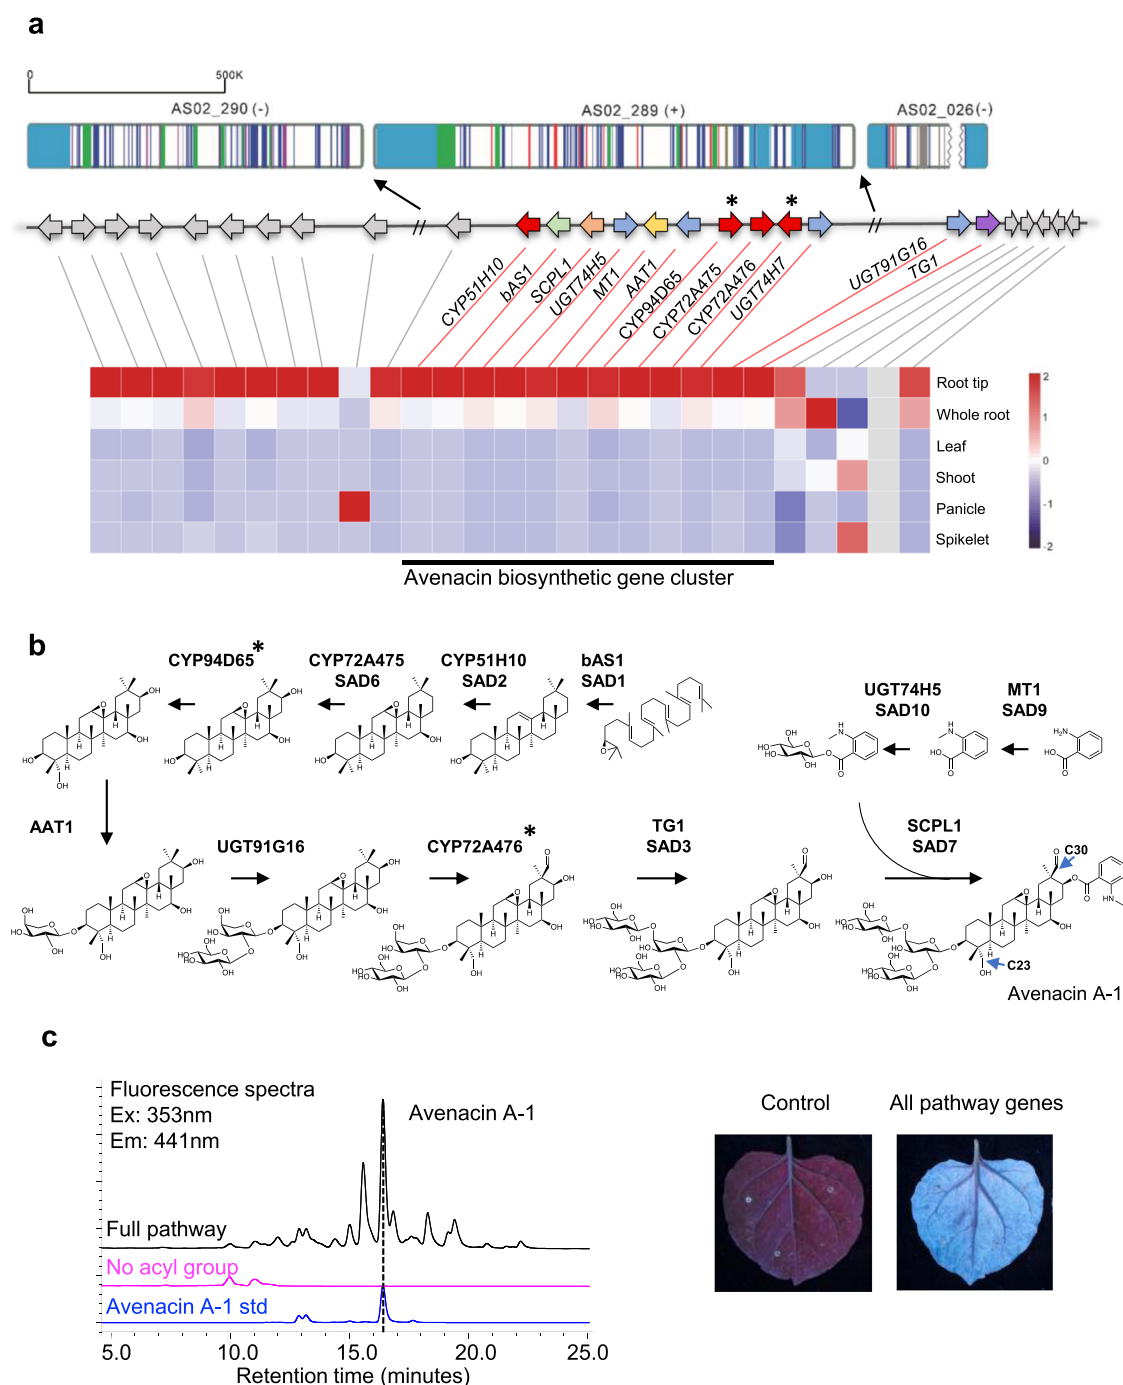 a
0
500K
AS02_290 (-)
AS02_289 (+)
AS02_026(-)
* *
//
//
CYP51H10
bAS1
SCPL1
UGT74H5
MT1
AAT1
CYP94D65
CYP72A475
CYP72A476
UGT74H7
UGT91G16
TG1
Root tip
Whole root
Leaf
Shoot
Panicle
Spikelet
2
1
0
-1
-2
Avenacin biosynthetic gene cluster
b
CYP94D65*
CYP72A475
SAD6
CYP51H10
SAD2
bAS1
SAD1
UGT74H5
SAD10
MT1
SAD9
AAT1
UGT91G16
CYP72A476*
TG1
SAD3
SCPL1
SAD7
C30
C23
Avenacin A-1
c
Fluorescence spectra
Ex: 353nm
Em: 441nm
Avenacin A-1
Full pathway
No acyl group
Avenacin A-1 std
5.0 10.0 15.0 20.0 25.0
Retention time (minutes)
Control
All pathway genes